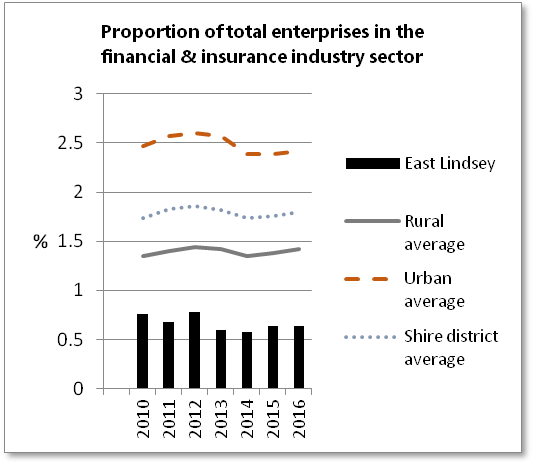 Proportion of total enterprises in the
financial & insurance industry sector
3
2.5
2
1.5
1
0.5
0
%
2010
2011
2012
2013
2014
2015
2016
East Lindsey
Rural
average
Urban
average
Shire district
average